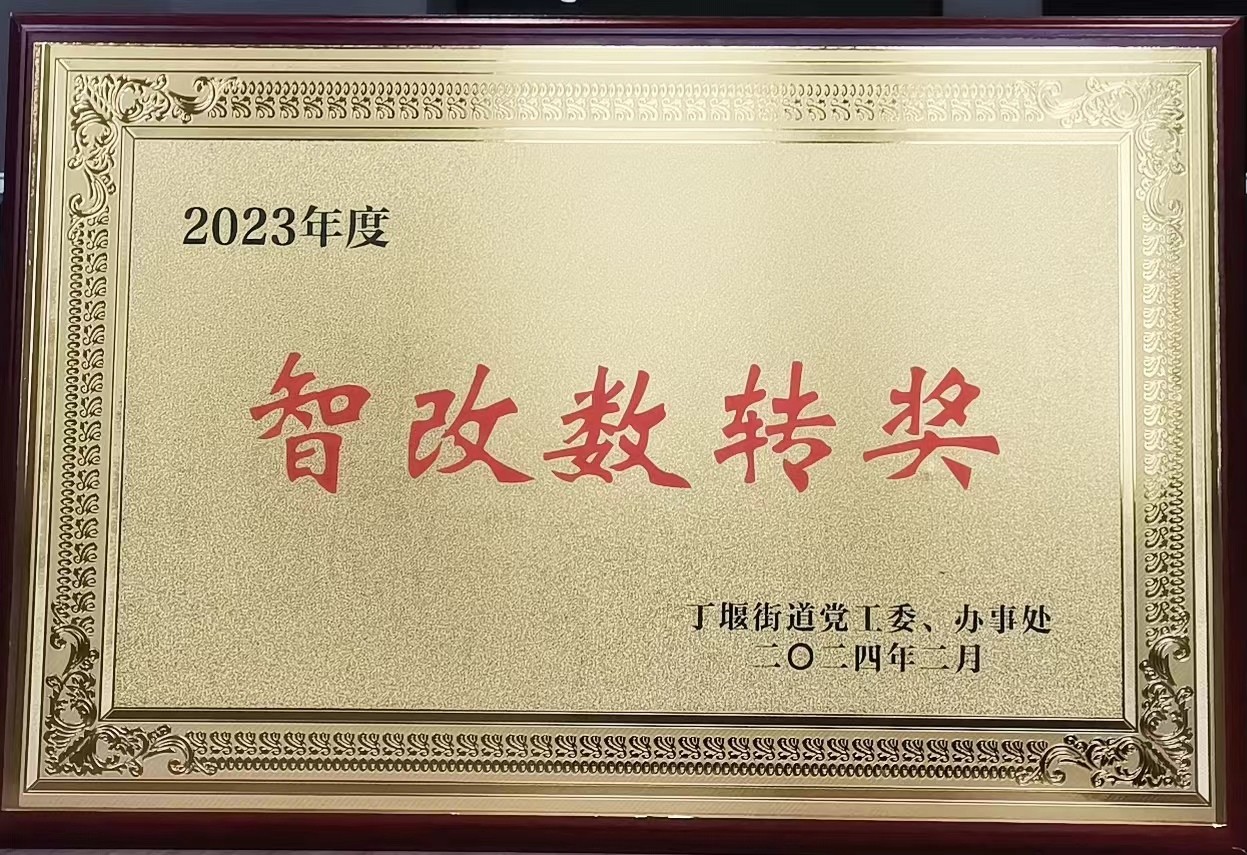 2023年度
智改数转奖
丁堰街道党工委、办事处
二〇二四年二月